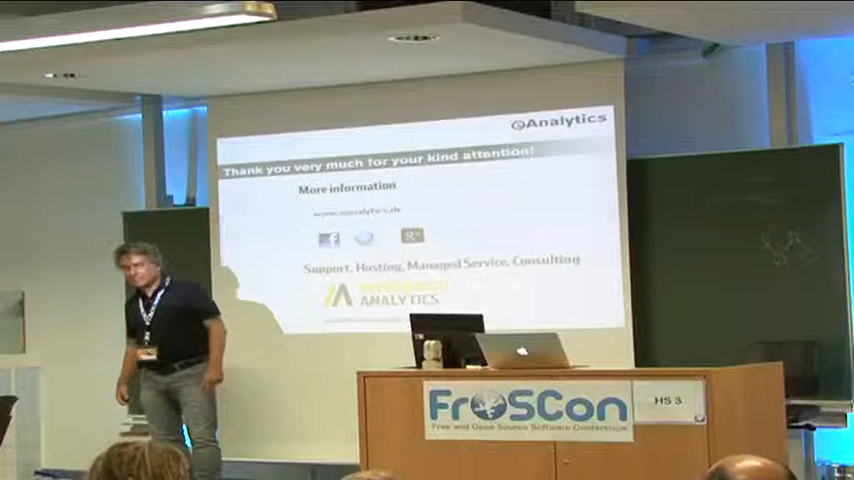 Analytics
Thank you very much for your kind attention!
More information
f
g+
Support, Hosting, Managed Service, Consulting
ANALYTICS
FrOSCon
Free and Open Source Software Conference
HS 3